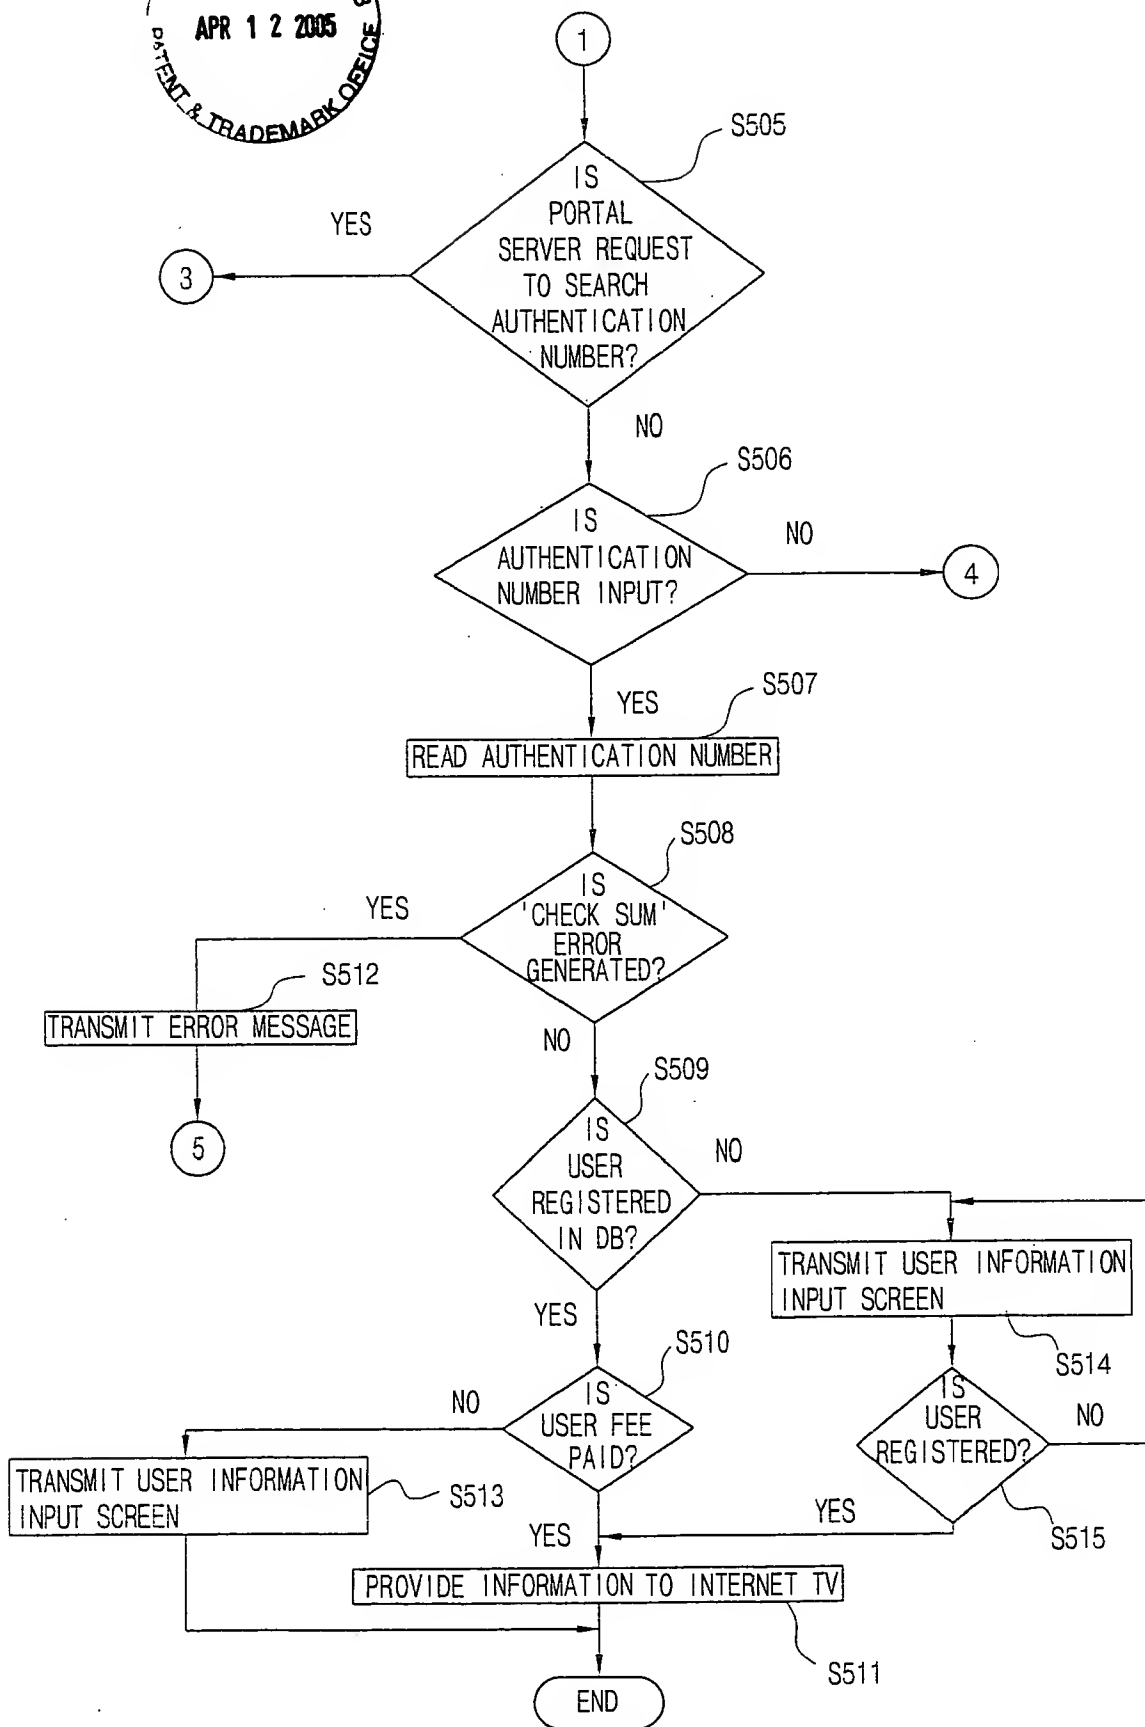 APR 12 2005
PATENT & TRADEMARK OFFICE
1
S505
IS
PORTAL
SERVER REQUEST
TO SEARCH
AUTHENTICATION
NUMBER?
YES
3
NO
S506
IS
AUTHENTICATION
NUMBER INPUT?
NO
4
YES
S507
READ AUTHENTICATION NUMBER
S508
IS
'CHECK SUM'
ERROR
GENERATED?
YES
S512
TRANSMIT ERROR MESSAGE
5
NO
S509
IS
USER
REGISTERED
IN DB?
NO
TRANSMIT USER INFORMATION
INPUT SCREEN
S514
YES
S510
IS
USER FEE
PAID?
NO
TRANSMIT USER INFORMATION
INPUT SCREEN
S513
IS
USER
REGISTERED?
NO
S515
YES
YES
PROVIDE INFORMATION TO INTERNET TV
S511
END